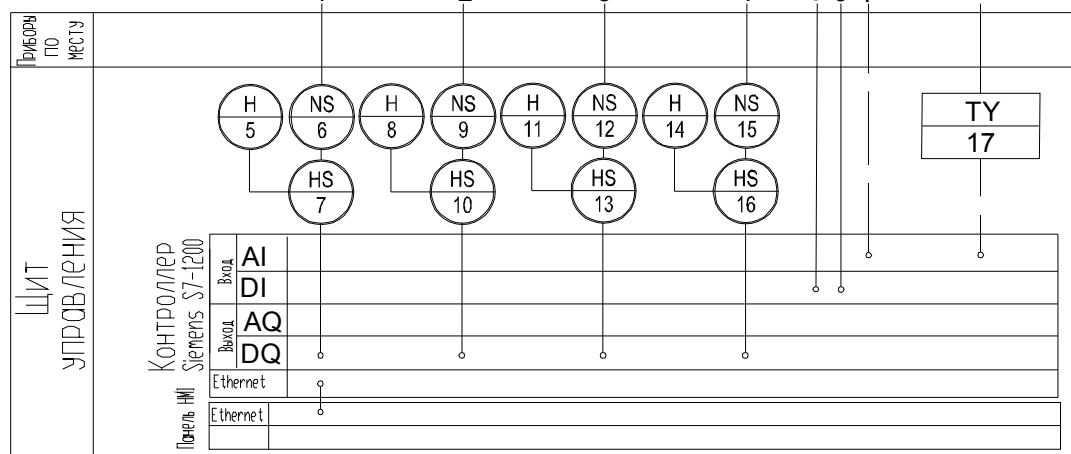 Приборы
по
месту
H
5
NS
6
H
8
NS
9
H
11
NS
12
H
14
NS
15
TY
17
HS
7
HS
10
HS
13
HS
16
Щит
управления
Контроллер
Siemens S7-1200
Вход
AI
DI
Выход
AQ
DQ
Ethernet
Панель HMI
Ethernet